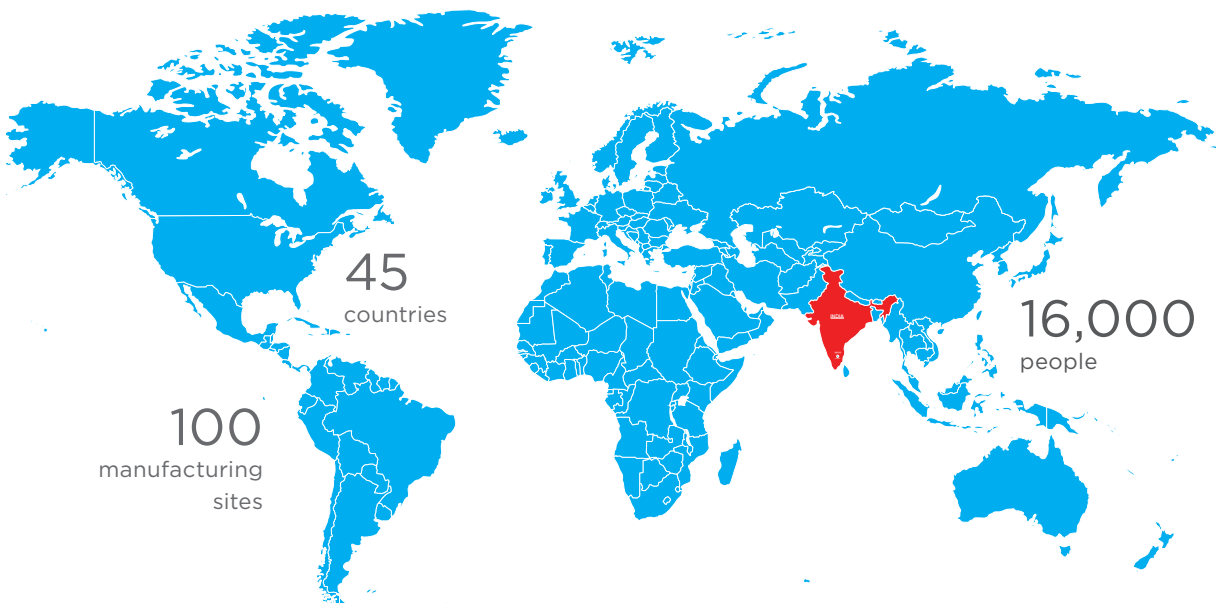 45
countries
16,000
people
INDIA
100
manufacturing
sites